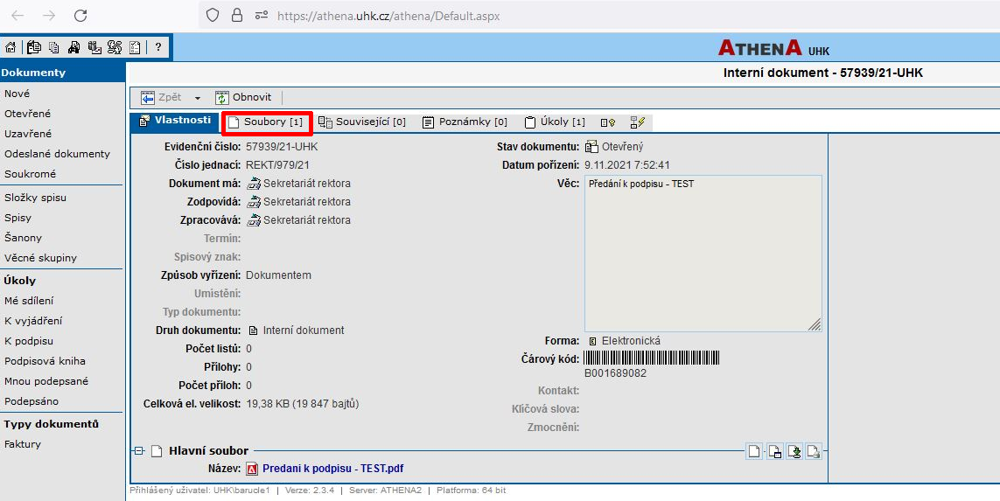 https://athena.uhk.cz/athena/Default.aspx
?
ATHENA UHK
Dokumenty
Interní dokument - 57939/21-UHK
Nové
Otevřené
Uzavřené
Odeslané dokumenty
Soukromé
Složky spisu
Spisy
Šanony
Věcné skupiny
Úkoly
Mé sdílení
K vyjádření
K podpisu
Podpisová kniha
Mnou podepsané
Podepsáno
Typy dokumentů
Faktury
Zpět
Obnovit
Vlastnosti
Soubory [1]
Související [0]
Poznámky [0]
Úkoly [1]
Evidenční číslo: 57939/21-UHK
Číslo jednací: REKT/979/21
Dokument má: Sekretariát rektora
Zodpovídá: Sekretariát rektora
Zpracovává: Sekretariát rektora
Termín:
Spisový znak:
Způsob vyřízení: Dokumentem
Umístění:
Typ dokumentu:
Druh dokumentu: Interní dokument
Počet listů: 0
Přílohy: 0
Počet příloh: 0
Celková el. velikost: 19,38 KB (19 847 bajtů)
Stav dokumentu: Otevřený
Datum pořízení: 9.11.2021 7:52:41
Věc: Předání k podpisu - TEST
Forma: Elektronická
Čárový kód:
B001689082
Kontakt:
Klíčová slova:
Zmocnění:
Hlavní soubor
Název: Predani k podpisu - TEST.pdf
Přihlášený uživatel: UHK\barucle1 | Verze: 2.3.4 | Server: ATHENA2 | Platforma: 64 bit